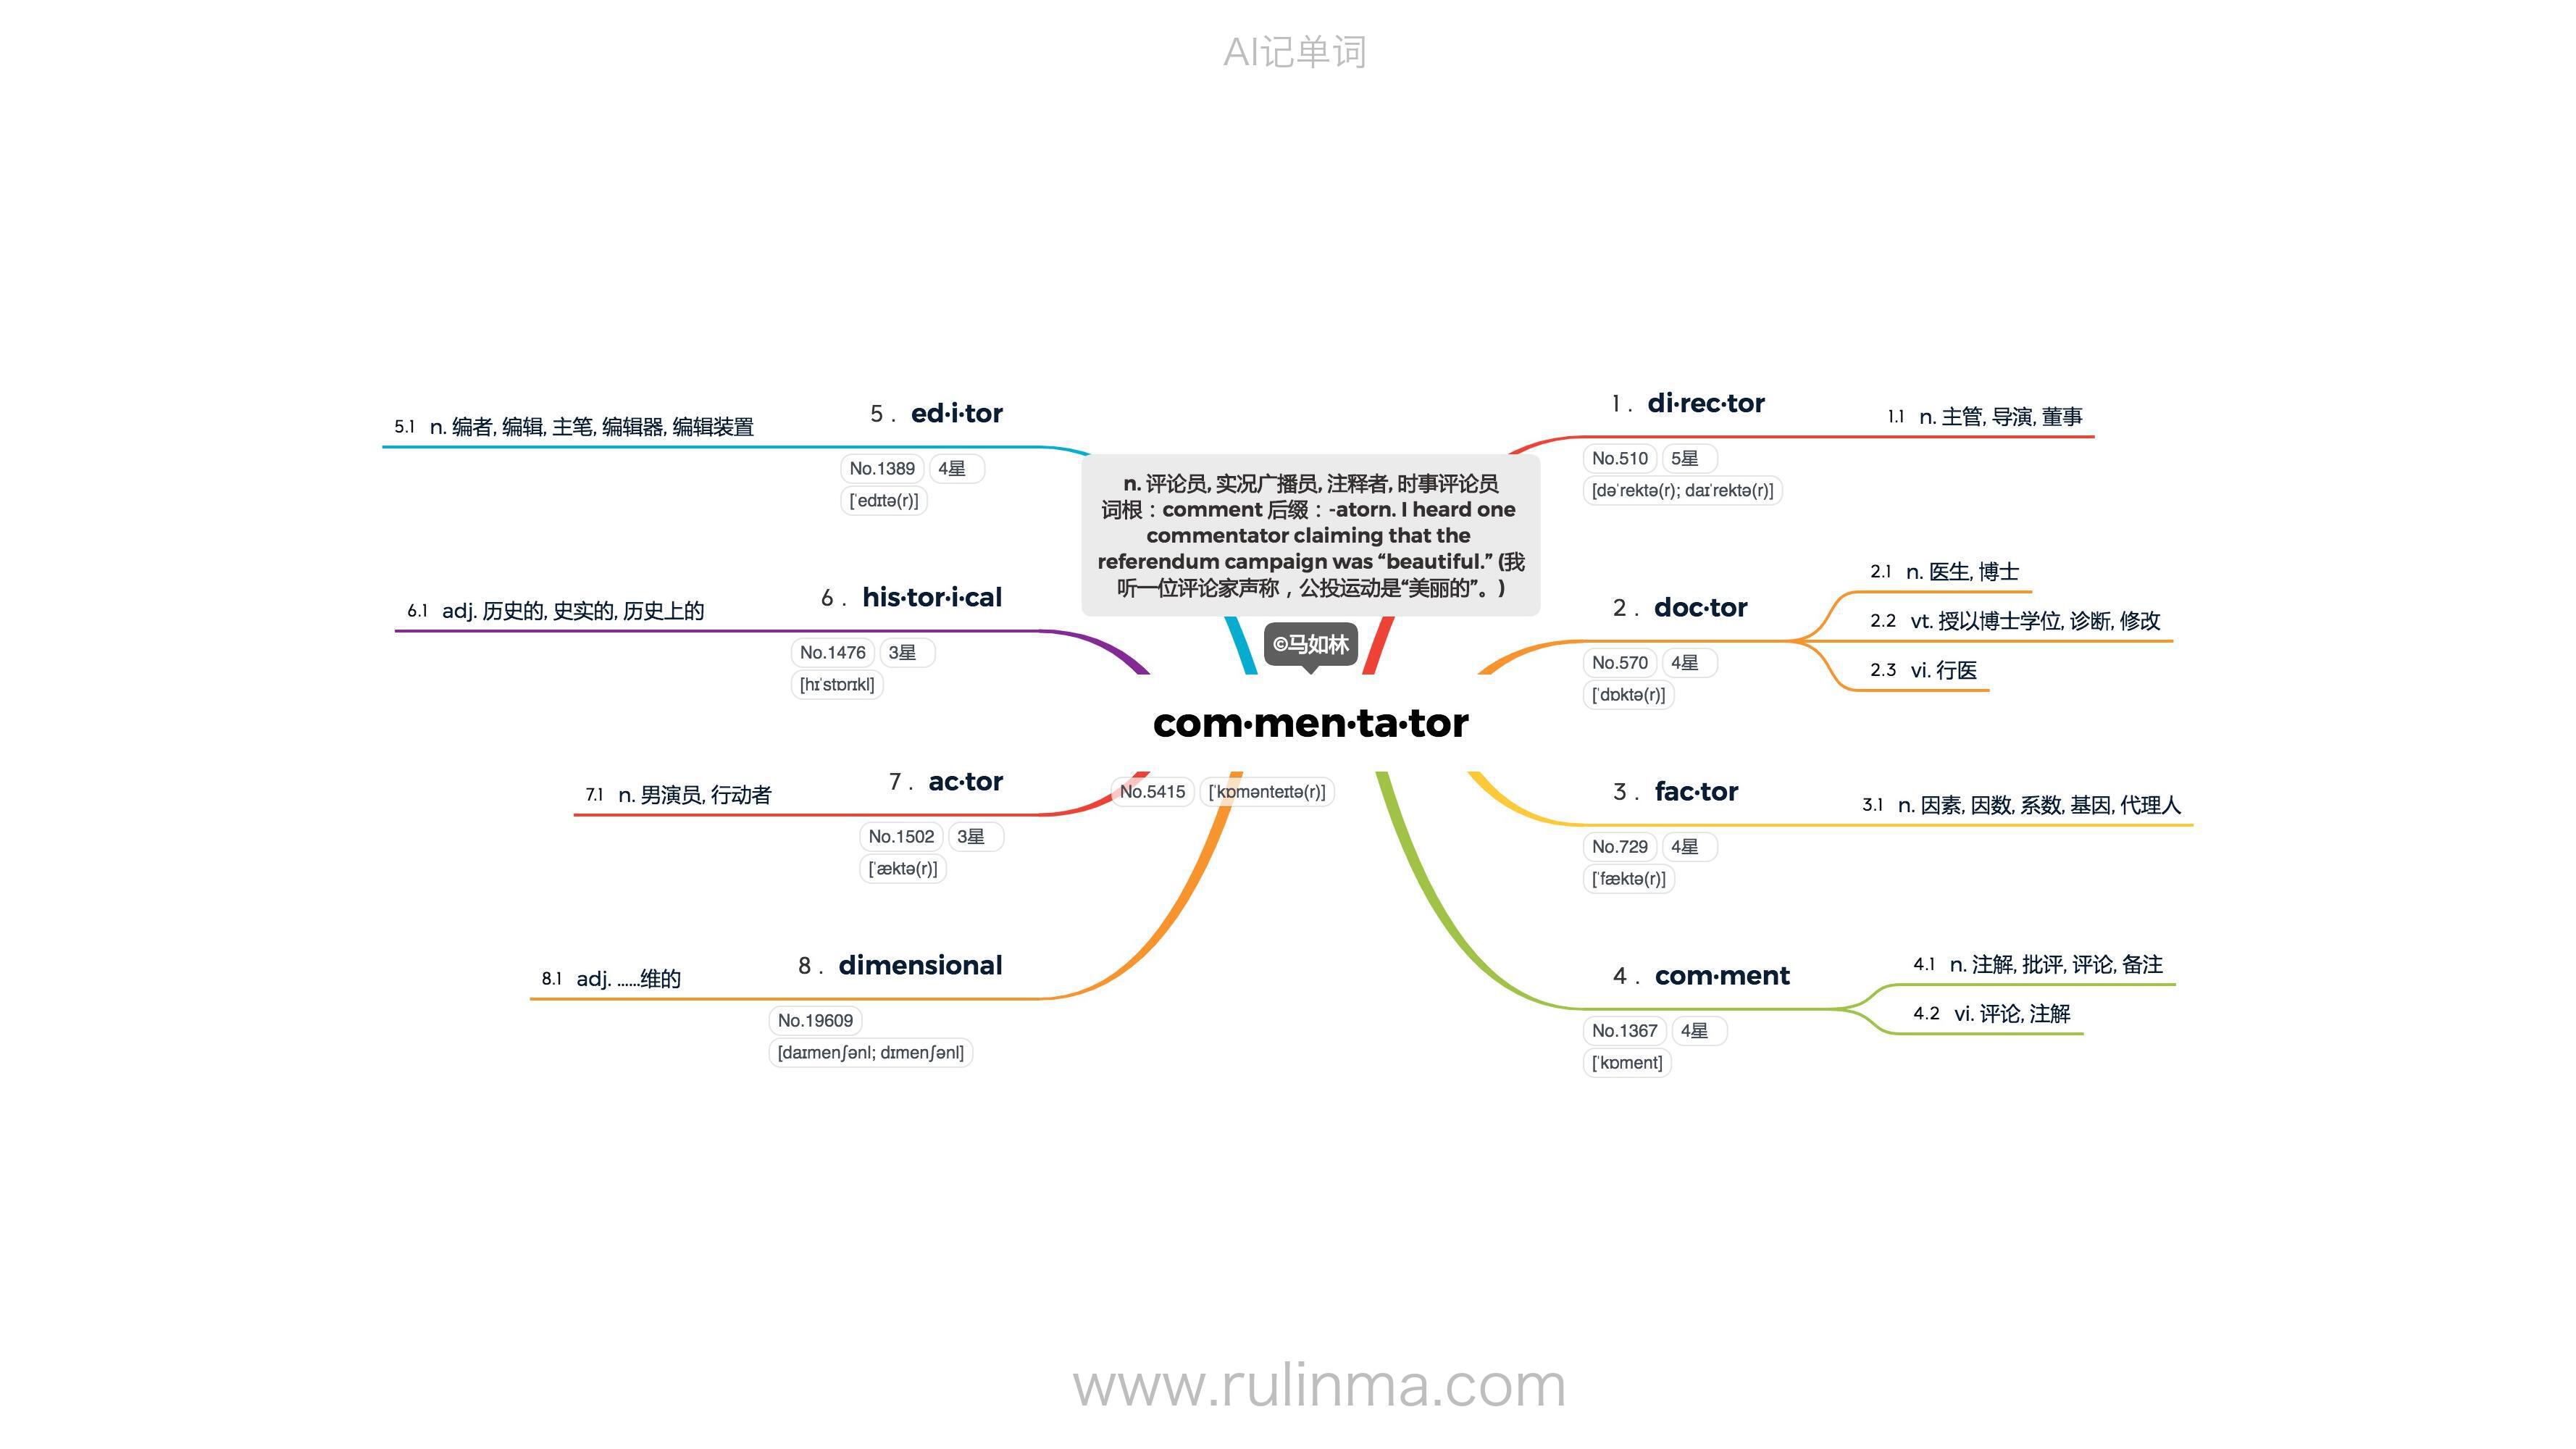 AI记单词
n. 评论员, 实况广播员, 注释者, 时事评论员
词根：comment 后缀：-atorn. I heard one
commentator claiming that the
referendum campaign was “beautiful.” (我
听一位评论家声称，公投运动是“美丽的”。)
©马如林
com·men·ta·tor
No.5415 [ˈkɒmənteɪtə(r)]
1 . di·rec·tor
No.510 5星
[dəˈrektə(r); daɪˈrektə(r)]
1.1 n. 主管, 导演, 董事
2 . doc·tor
No.570 4星
[ˈdɒktə(r)]
2.1 n. 医生, 博士
2.2 vt. 授以博士学位, 诊断, 修改
2.3 vi. 行医
3 . fac·tor
No.729 4星
[ˈfæktə(r)]
3.1 n. 因素, 因数, 系数, 基因, 代理人
4 . com·ment
No.1367 4星
[ˈkɒment]
4.1 n. 注解, 批评, 评论, 备注
4.2 vi. 评论, 注解
5 . ed·i·tor
No.1389 4星
[ˈedɪtə(r)]
5.1 n. 编者, 编辑, 主笔, 编辑器, 编辑装置
6 . his·tor·i·cal
No.1476 3星
[hɪˈstɒrɪkl]
6.1 adj. 历史的, 史实的, 历史上的
7 . ac·tor
No.1502 3星
[ˈæktə(r)]
7.1 n. 男演员, 行动者
8 . dimensional
No.19609
[daɪmenʃənl; dɪmenʃənl]
8.1 adj. ......维的
www.rulinma.com